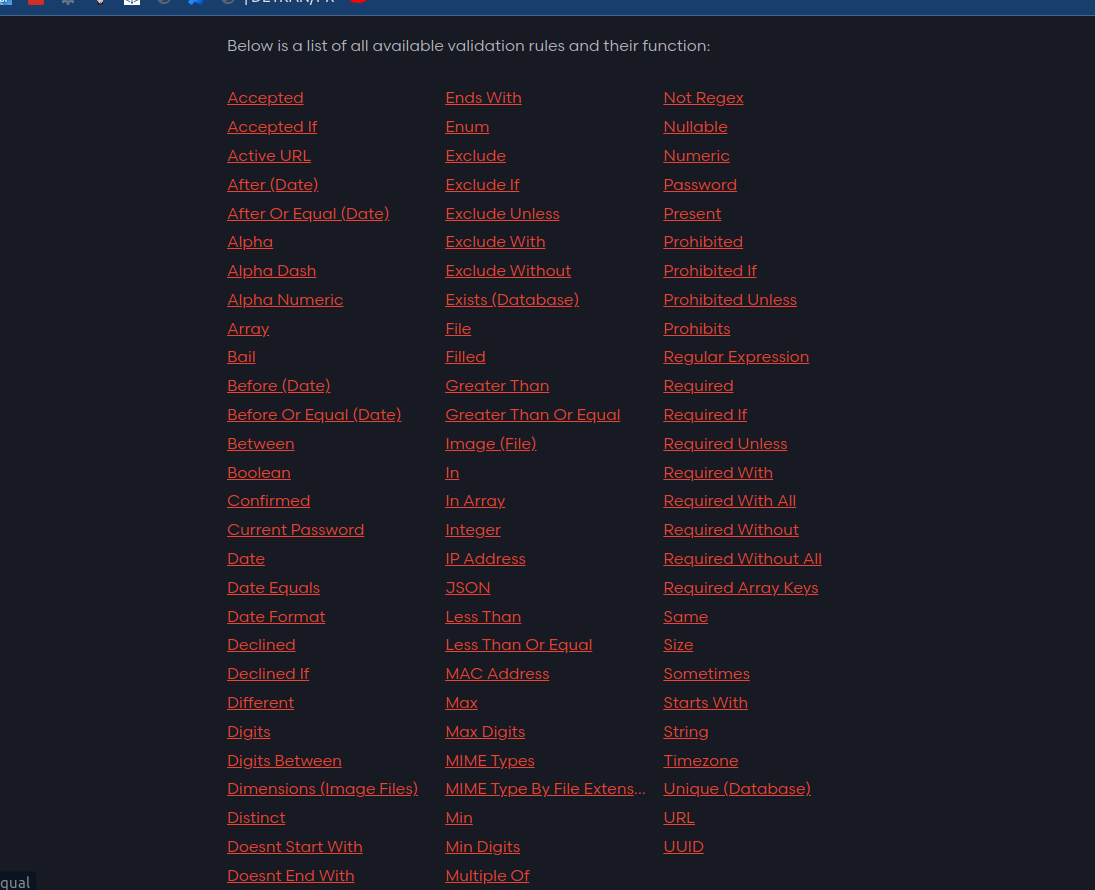 Below is a list of all available validation rules and their function:
Accepted
Accepted If
Active URL
After (Date)
After Or Equal (Date)
Alpha
Alpha Dash
Alpha Numeric
Array
Bail
Before (Date)
Before Or Equal (Date)
Between
Boolean
Confirmed
Current Password
Date
Date Equals
Date Format
Declined
Declined If
Different
Digits
Digits Between
Dimensions (Image Files)
Distinct
Doesnt Start With
Doesnt End With
Ends With
Enum
Exclude
Exclude If
Exclude Unless
Exclude With
Exclude Without
Exists (Database)
File
Filled
Greater Than
Greater Than Or Equal
Image (File)
In
In Array
Integer
IP Address
JSON
Less Than
Less Than Or Equal
MAC Address
Max
Max Digits
MIME Types
MIME Type By File Extens...
Min
Min Digits
Multiple Of
Not Regex
Nullable
Numeric
Password
Present
Prohibited
Prohibited If
Prohibited Unless
Prohibits
Regular Expression
Required
Required If
Required Unless
Required With
Required With All
Required Without
Required Without All
Required Array Keys
Same
Size
Sometimes
Starts With
String
Timezone
Unique (Database)
URL
UUID
qual